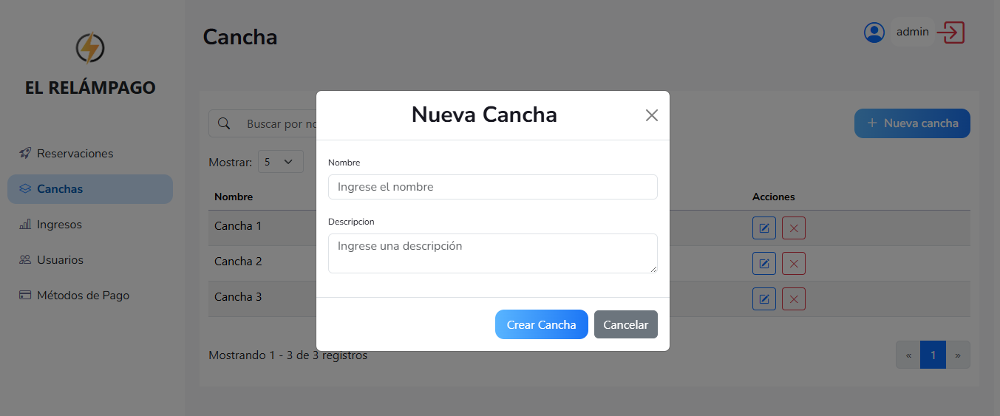 Cancha
admin
EL RELÁMPAGO
Nueva Cancha
Buscar por no
+ Nueva cancha
Reservaciones
Mostrar: 5
Nombre
Ingrese el nombre
Canchas
Nombre
Acciones
Descripcion
Ingresos
Cancha 1
Ingrese una descripción
Usuarios
Cancha 2
Métodos de Pago
Cancha 3
Crear Cancha
Cancelar
Mostrando 1 - 3 de 3 registros
« 1 »